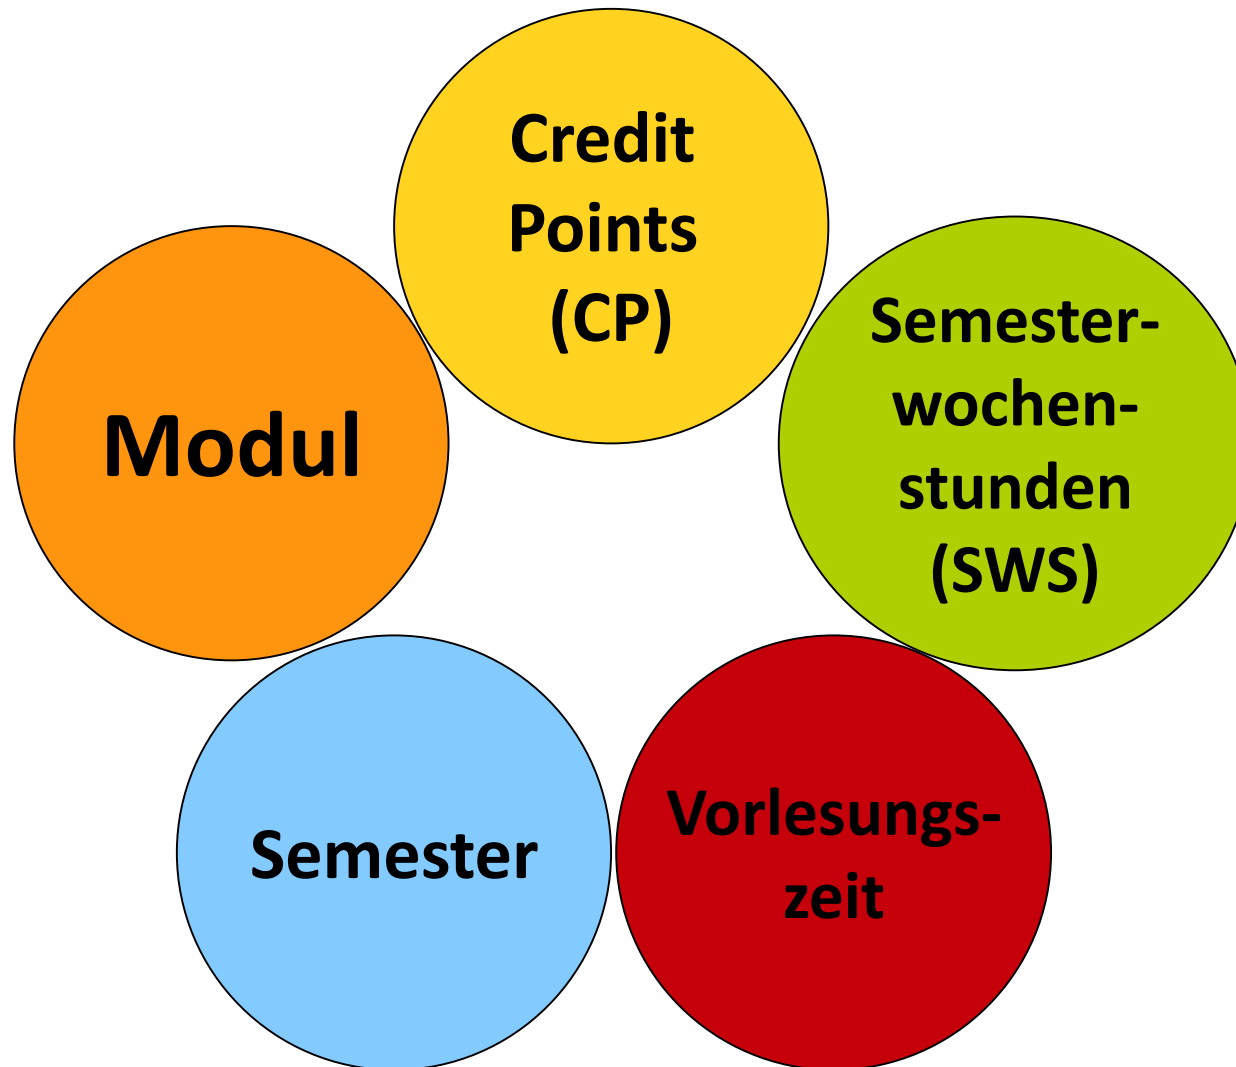 Credit
Points
(CP)
Modul
Semester-
wochen-
stunden
(SWS)
Semester
Vorlesungs-
zeit